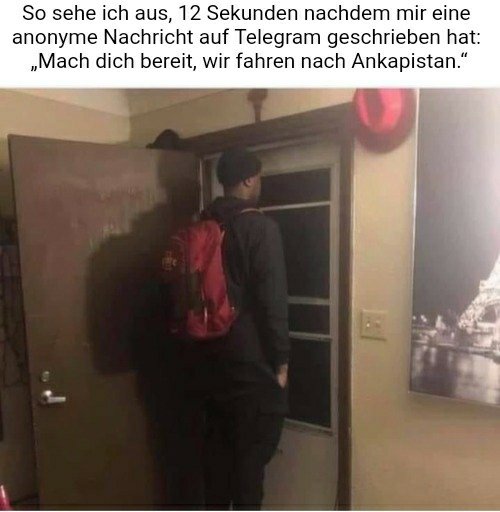 So sehe ich aus, 12 Sekunden nachdem mir eine
anonyme Nachricht auf Telegram geschrieben hat:
„Mach dich bereit, wir fahren nach Ankapistan.“